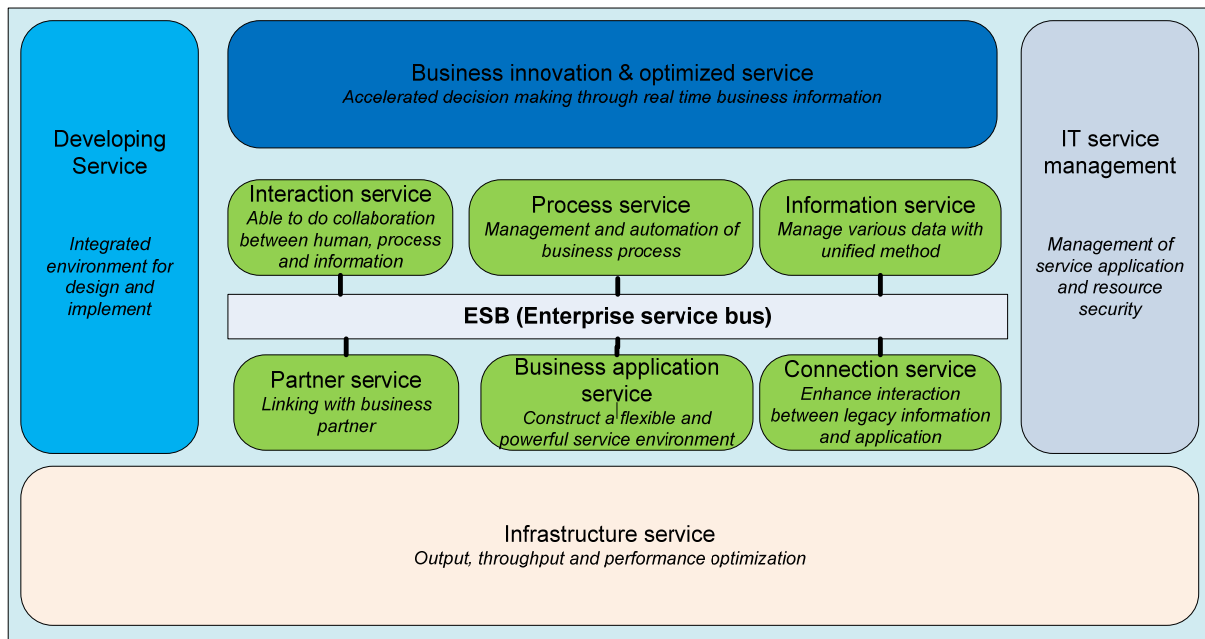 Business innovation & optimized service
Accelerated decision making through real time business information
Developing
Service
Integrated
environment for
design and
implement
IT service
management
Management of
service application
and resource
security
Interaction service
Able to do collaboration
between human, process
and information
Process service
Management and automation of
business process
Information service
Manage various data with
unified method
ESB (Enterprise service bus)
Partner service
Linking with business
partner
Business application
service
Construct a flexible and
powerful service environment
Connection service
Enhance interaction
between legacy information
and application
Infrastructure service
Output, throughput and performance optimization